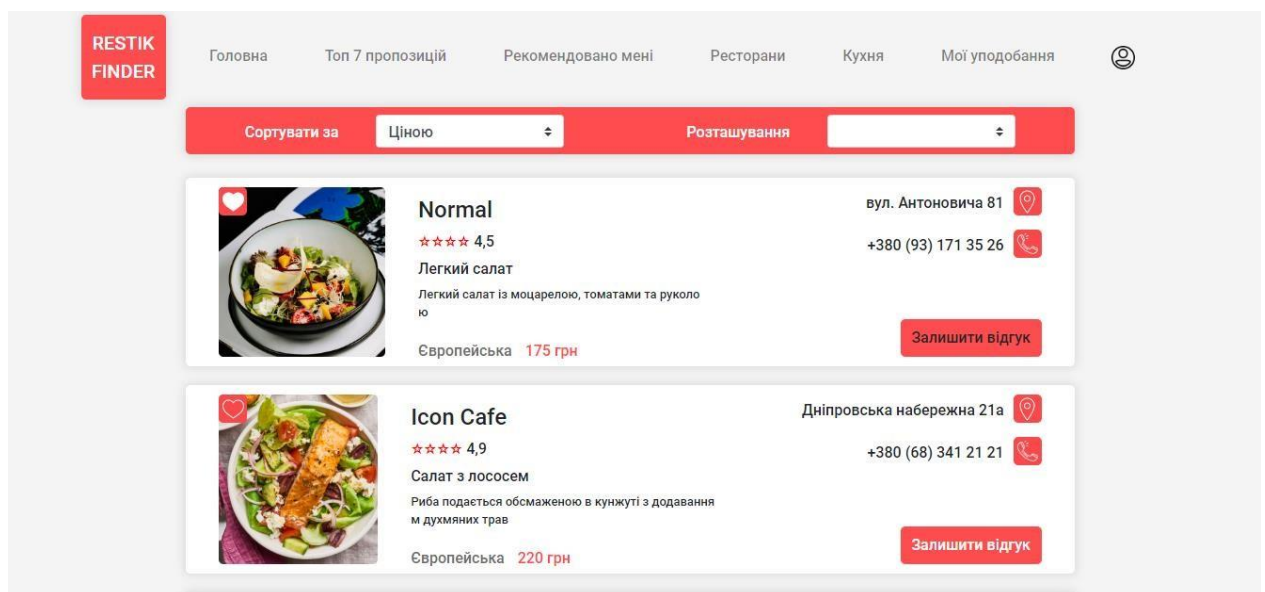 RESTIK
FINDER
Головна Топ 7 пропозицій Рекомендовано мені Ресторани Кухня Мої уподобання
Сортувати за Ціною Розташування
Normal
вул. Антоновича 81
4,5
+380 (93) 171 35 26
Легкий салат
Легкий салат із моцарелою, томатами та руколо
ю
Залишити відгук
Європейська 175 грн
Icon Cafe
Дніпровська набережна 21а
4,9
+380 (68) 341 21 21
Салат з лососем
Риба подається обсмаженою в кунжуті з додавання
м духмяних трав
Залишити відгук
Європейська 220 грн